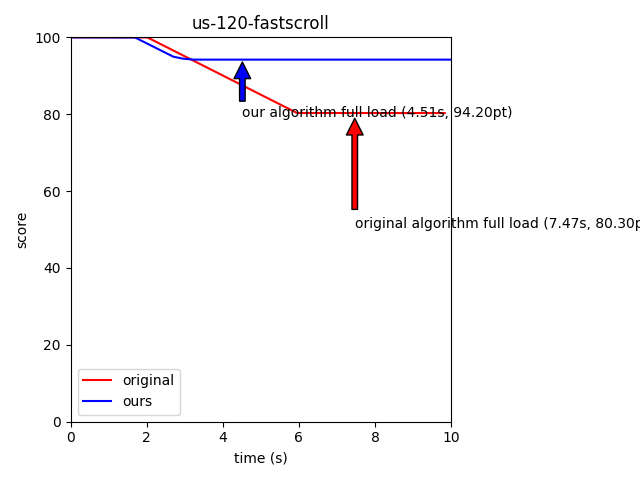 us-120-fastscroll
100
80
60
40
20
0
score
our algorithm full load (4.51s, 94.20pt)
original algorithm full load (7.47s, 80.30p
original
ours
0 2 4 6 8 10
time (s)